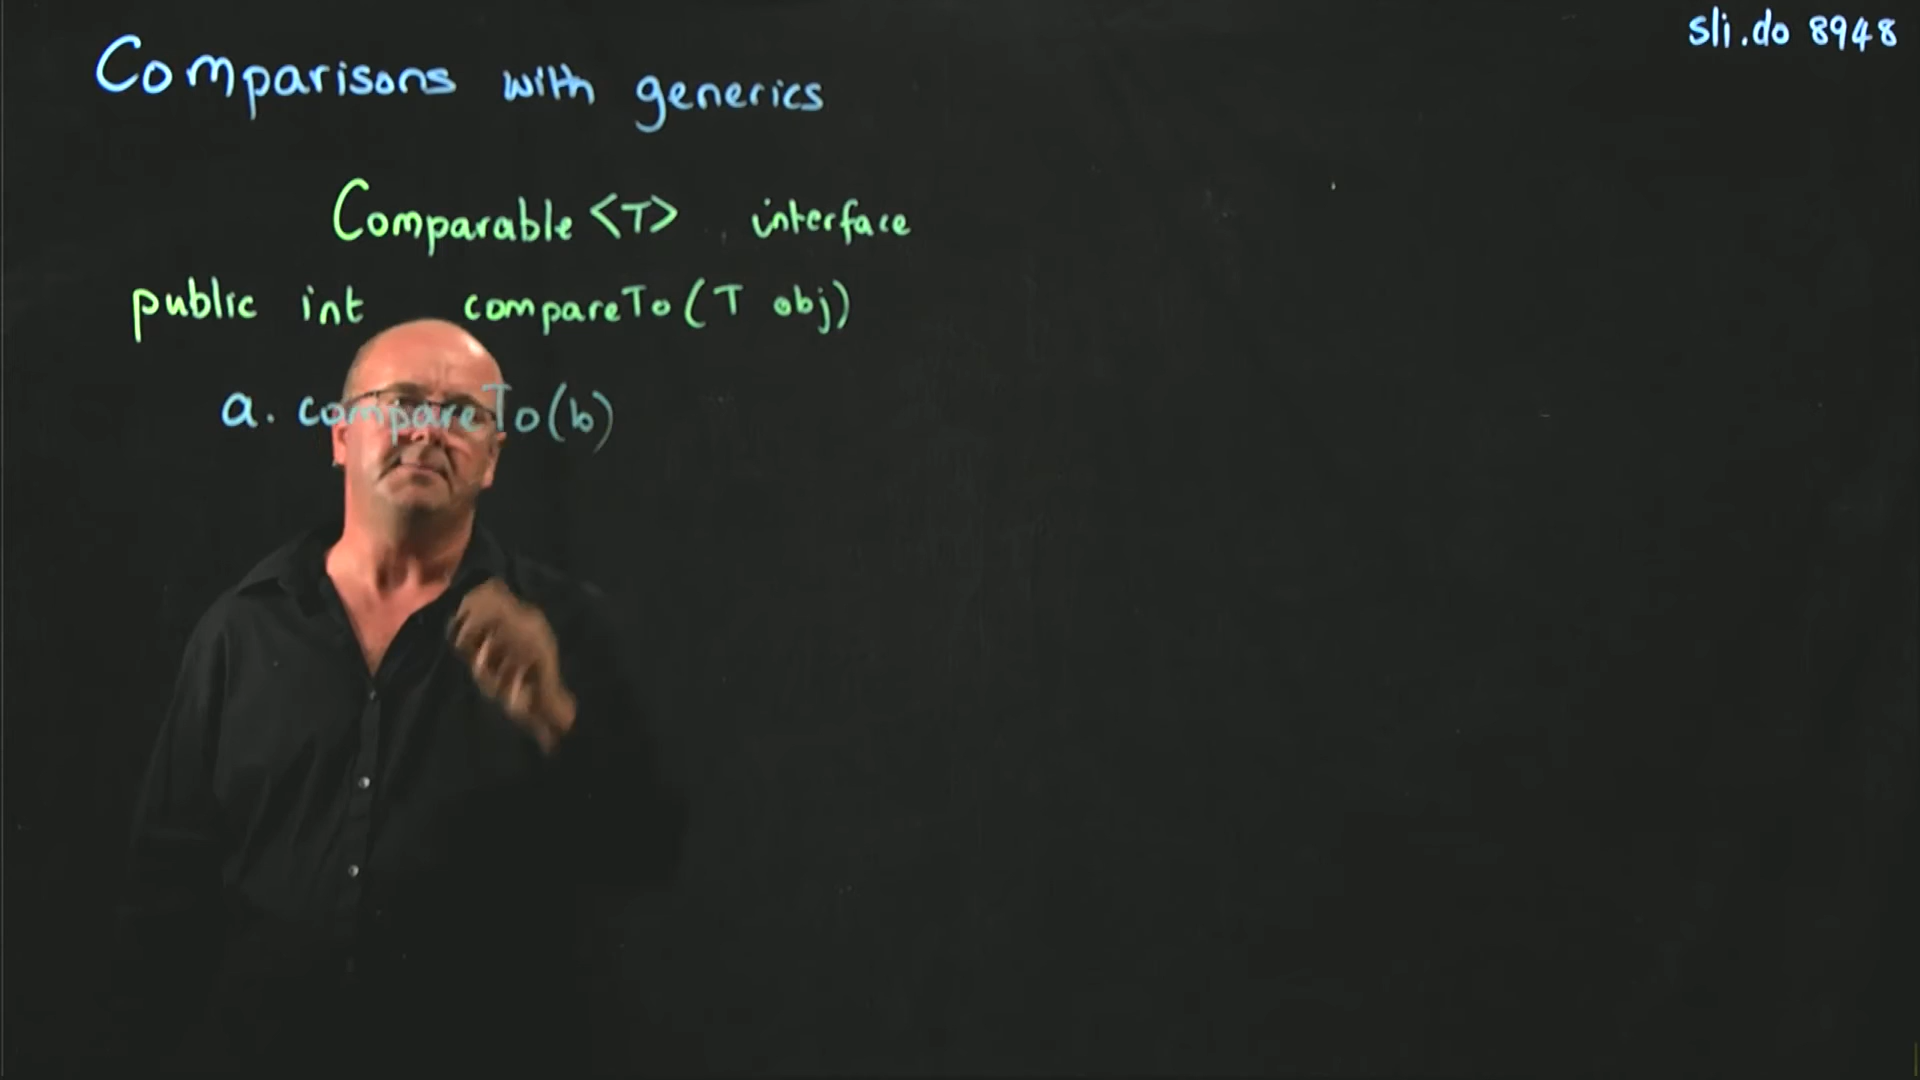 sli.do 8948
Comparisons with generics
Comparable <T> interface
public int compareTo(T obj)
a. compareTo(b)